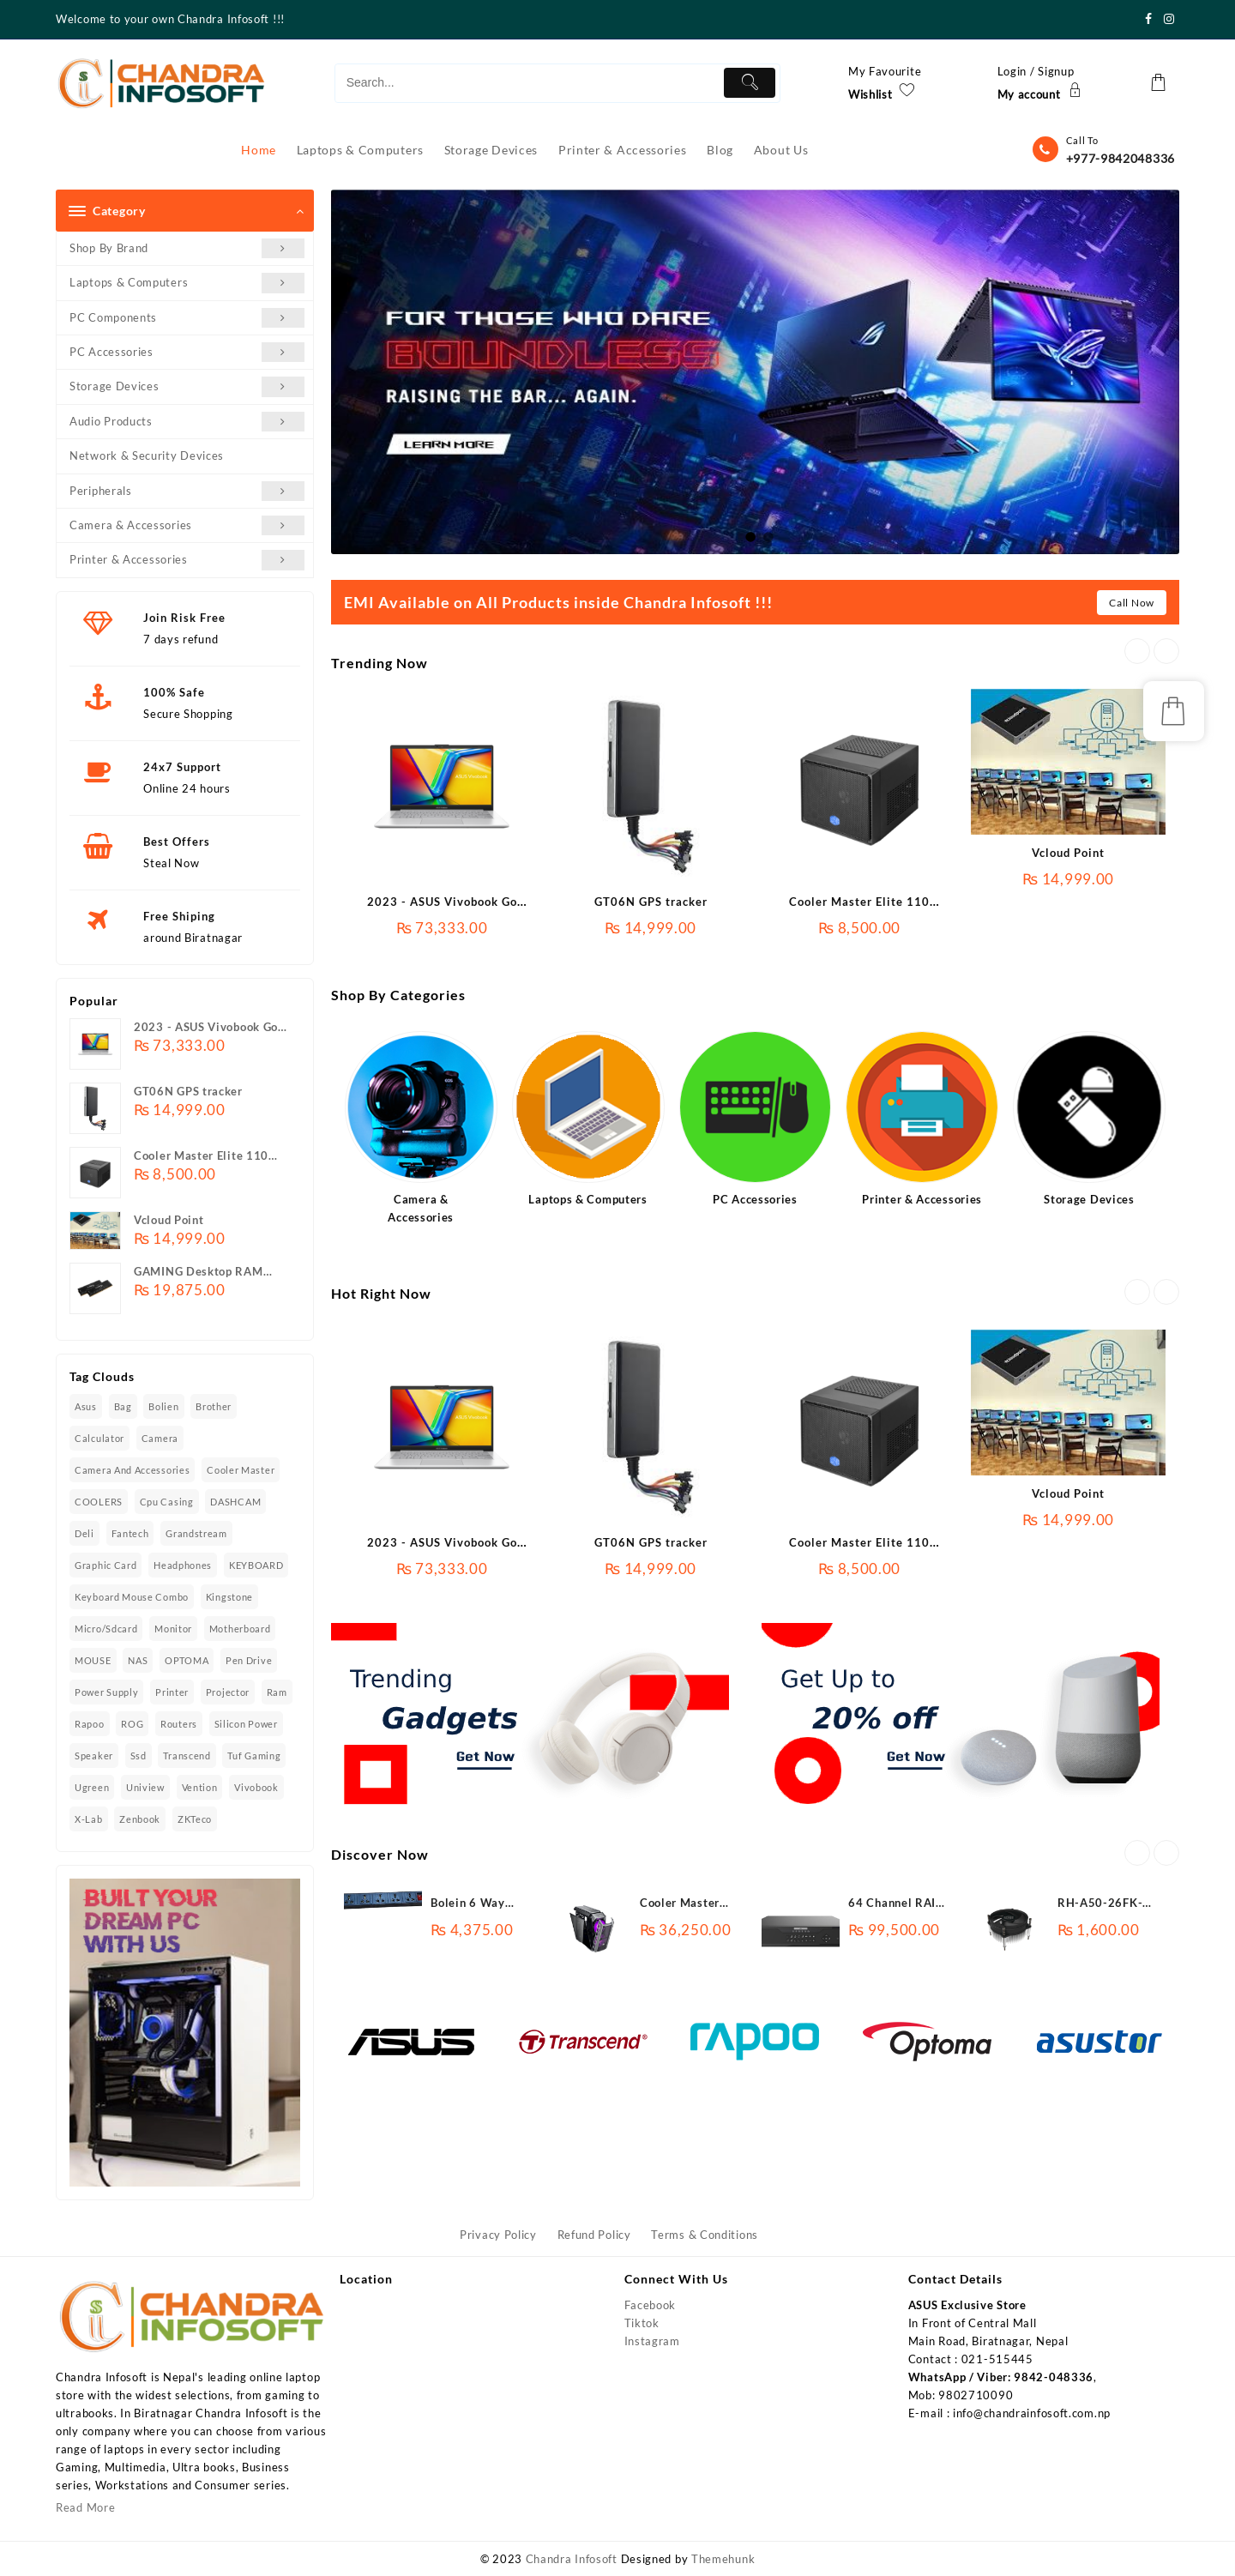 Welcome to your own Chandra Infosoft !!!
CHANDRA
INFOSOFT
Search...
My Favourite
Wishlist
Login / Signup
My account
Home
Laptops & Computers
Storage Devices
Printer & Accessories
Blog
About Us
Call To
+977-9842048336
Category
Shop By Brand
Laptops & Computers
PC Components
PC Accessories
Storage Devices
Audio Products
Network & Security Devices
Peripherals
Camera & Accessories
Printer & Accessories
FOR THOSE WHO DARE
BOUNDLESS
RAISING THE BAR... AGAIN.
LEARN MORE
EMI Available on All Products inside Chandra Infosoft !!!
Call Now
Join Risk Free
7 days refund
100% Safe
Secure Shopping
24x7 Support
Online 24 hours
Best Offers
Steal Now
Free Shiping
around Biratnagar
Trending Now
2023 - ASUS Vivobook Go...
₨ 73,333.00
GT06N GPS tracker
₨ 14,999.00
Cooler Master Elite 110...
₨ 8,500.00
Vcloud Point
₨ 14,999.00
Popular
2023 - ASUS Vivobook Go...
₨ 73,333.00
GT06N GPS tracker
₨ 14,999.00
Cooler Master Elite 110...
₨ 8,500.00
Vcloud Point
₨ 14,999.00
GAMING Desktop RAM...
₨ 19,875.00
Shop By Categories
Camera &
Accessories
Laptops & Computers
PC Accessories
Printer & Accessories
Storage Devices
Hot Right Now
2023 - ASUS Vivobook Go...
₨ 73,333.00
GT06N GPS tracker
₨ 14,999.00
Cooler Master Elite 110...
₨ 8,500.00
Vcloud Point
₨ 14,999.00
Tag Clouds
Asus Bag Bolien Brother
Calculator Camera
Camera And Accessories Cooler Master
COOLERS Cpu Casing DASHCAM
Deli Fantech Grandstream
Graphic Card Headphones KEYBOARD
Keyboard Mouse Combo Kingstone
Micro/Sdcard Monitor Motherboard
MOUSE NAS OPTOMA Pen Drive
Power Supply Printer Projector Ram
Rapoo ROG Routers Silicon Power
Speaker Ssd Transcend Tuf Gaming
Ugreen Uniview Vention Vivobook
X-Lab Zenbook ZKTeco
Trending
Gadgets
Get Now
Get Up to
20% off
Get Now
BUILT YOUR
DREAM PC
WITH US
Discover Now
Bolein 6 Way...
₨ 4,375.00
Cooler Master...
₨ 36,250.00
64 Channel RAI...
₨ 99,500.00
RH-A50-26FK-...
₨ 1,600.00
ASUS
Transcend
rapoo
Optoma
asustor
Privacy Policy
Refund Policy
Terms & Conditions
CHANDRA
INFOSOFT
Chandra Infosoft is Nepal's leading online laptop
store with the widest selections, from gaming to
ultrabooks. In Biratnagar Chandra Infosoft is the
only company where you can choose from various
range of laptops in every sector including
Gaming, Multimedia, Ultra books, Business
series, Workstations and Consumer series.
Read More
Location
Connect With Us
Facebook
Tiktok
Instagram
Contact Details
ASUS Exclusive Store
In Front of Central Mall
Main Road, Biratnagar, Nepal
Contact : 021-515445
WhatsApp / Viber: 9842-048336,
Mob: 9802710090
E-mail : info@chandrainfosoft.com.np
© 2023 Chandra Infosoft Designed by Themehunk